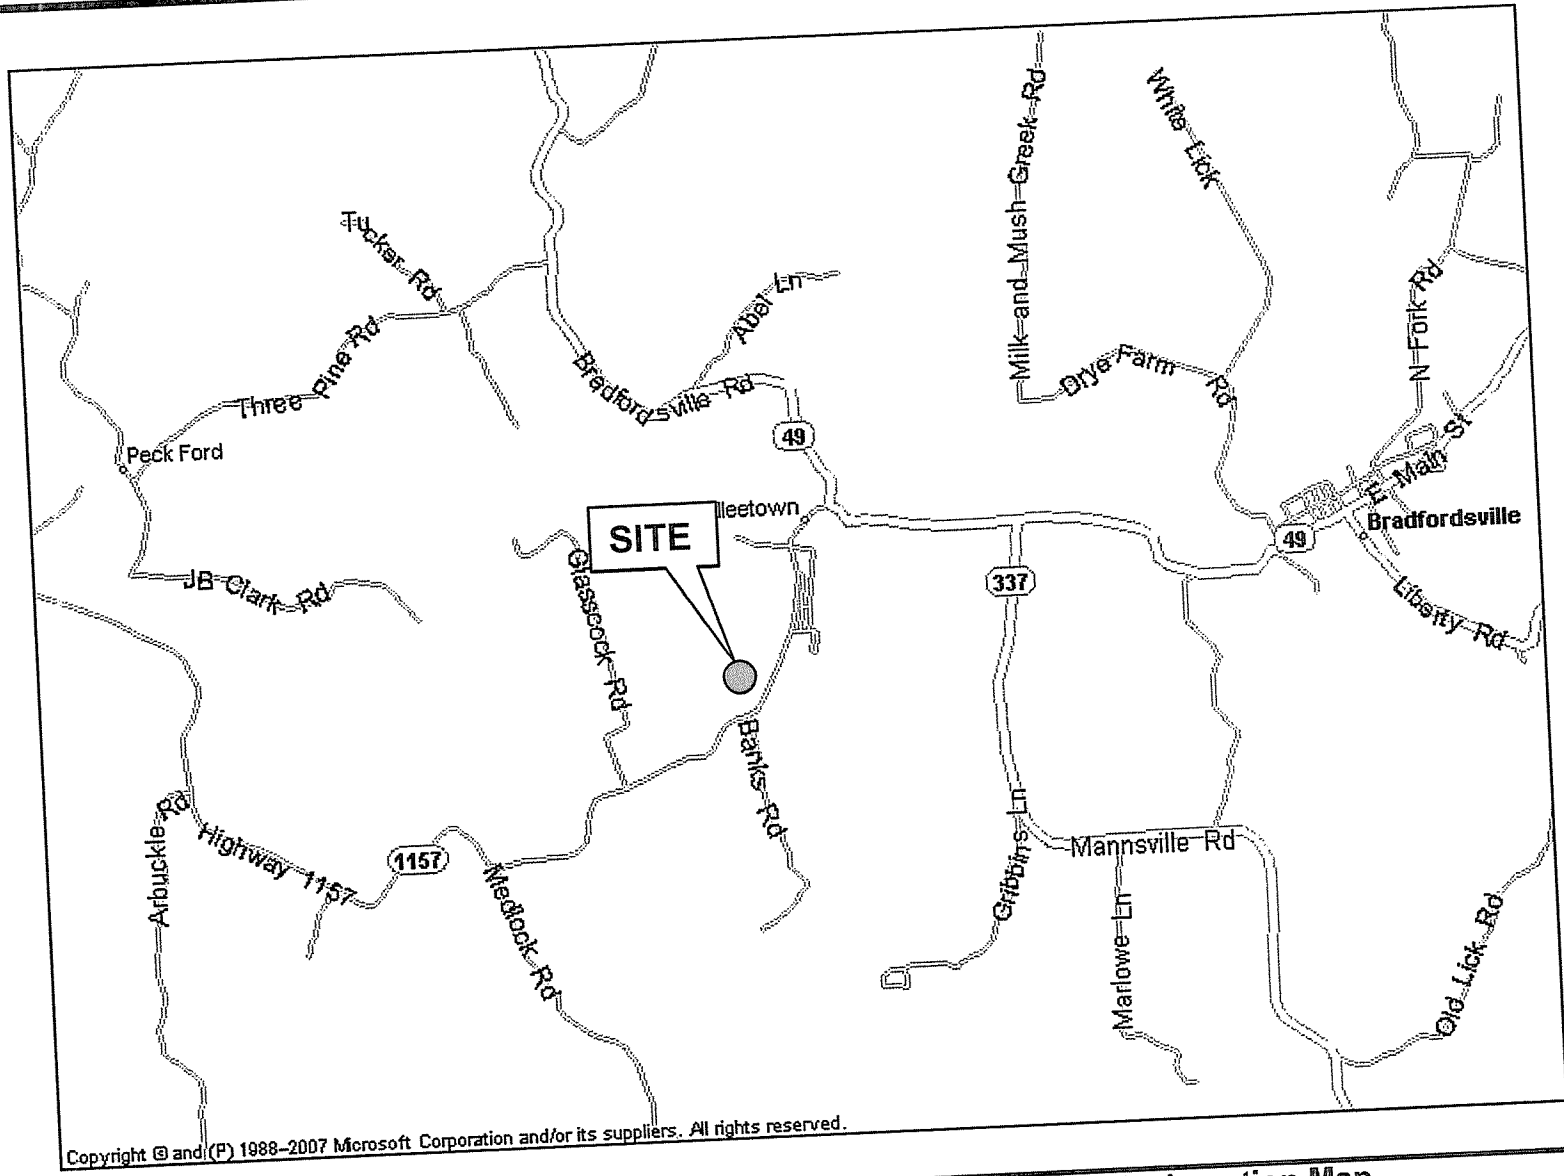 Milk and Mush Creek Rd
White Lick
Tucker Rd
Abel Ln
N Fork Rd
Three Pine Rd
Bradfordsville Rd
Drye Farm Rd
49
E Main St
Peck Ford
lleetown
SITE
Bradfordsville
49
JB Clark Rd
Glasscock Rd
337
Liberty Rd
Banks Rd
Arbuckle Rd
Highway 1157
1157
Gribbins Ln
Mannsville Rd
Medlock Rd
Marlowe Ln
Old Lick Rd
Copyright © and (P) 1988–2007 Microsoft Corporation and/or its suppliers. All rights reserved.
Map